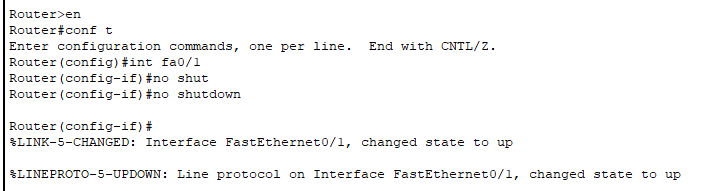 Router>en
Router#conf t
Enter configuration commands, one per line.  End with CNTL/Z.
Router(config)#int fa0/1
Router(config-if)#no shut
Router(config-if)#no shutdown
Router(config-if)#
%LINK-5-CHANGED: Interface FastEthernet0/1, changed state to up
%LINEPROTO-5-UPDOWN: Line protocol on Interface FastEthernet0/1, changed state to up